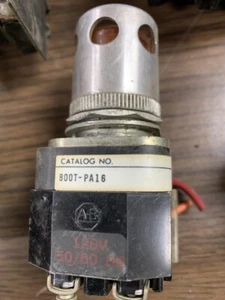 CATALOG NO.
800T-PA16
AB
120V
50/60 Hz